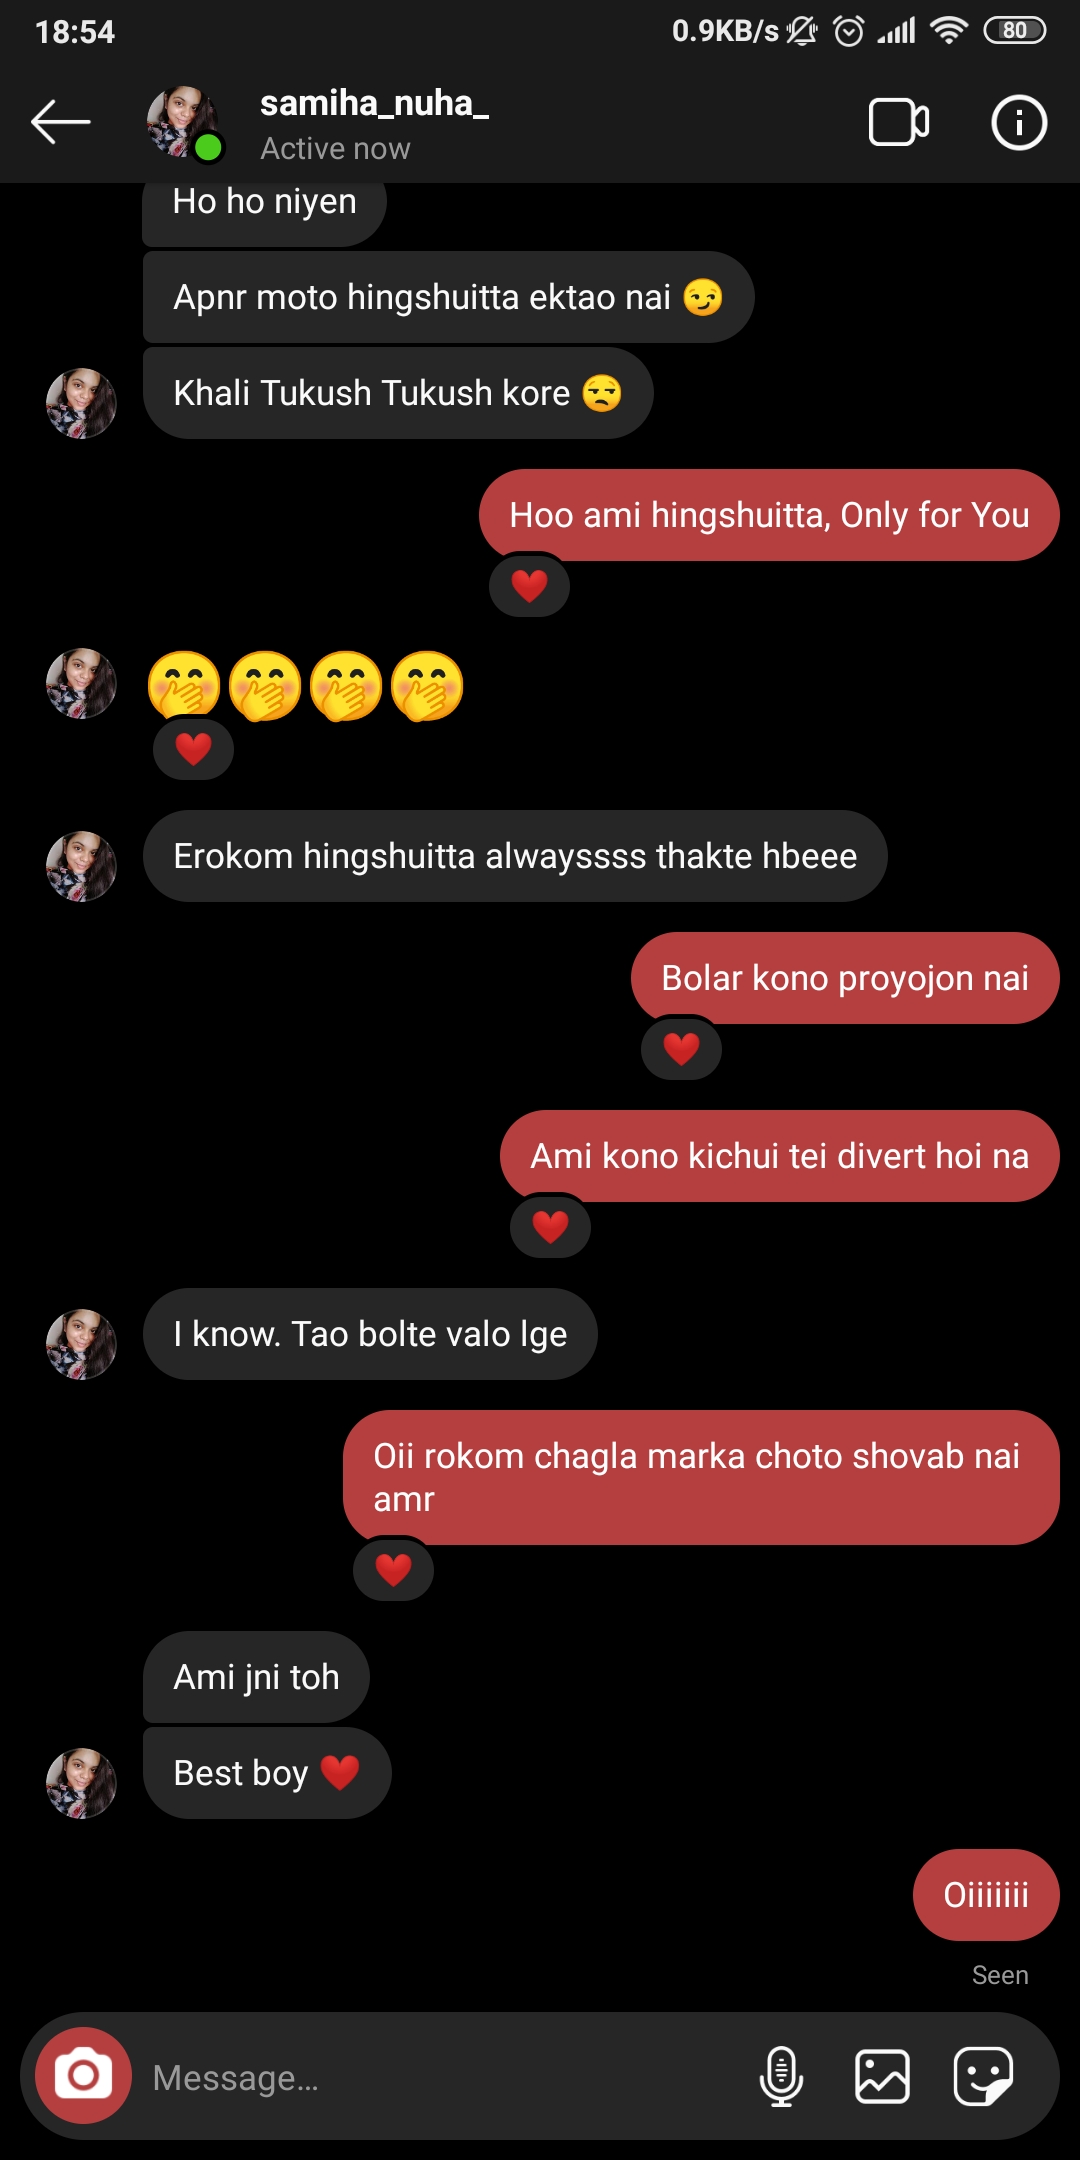 18:54 0.9KB/s 80
samiha_nuha_
Active now
Ho ho niyen
Apnr moto hingshuitta ektao nai 😏
Khali Tukush Tukush kore 😒
Hoo ami hingshuitta, Only for You
❤️
🤭🤭🤭🤭
❤️
Erokom hingshuitta alwayssss thakte hbeee
Bolar kono proyojon nai
❤️
Ami kono kichui tei divert hoi na
❤️
I know. Tao bolte valo lge
Oii rokom chagla marka choto shovab nai
amr
❤️
Ami jni toh
Best boy ❤️
Oiiiiiii
Seen
Message...